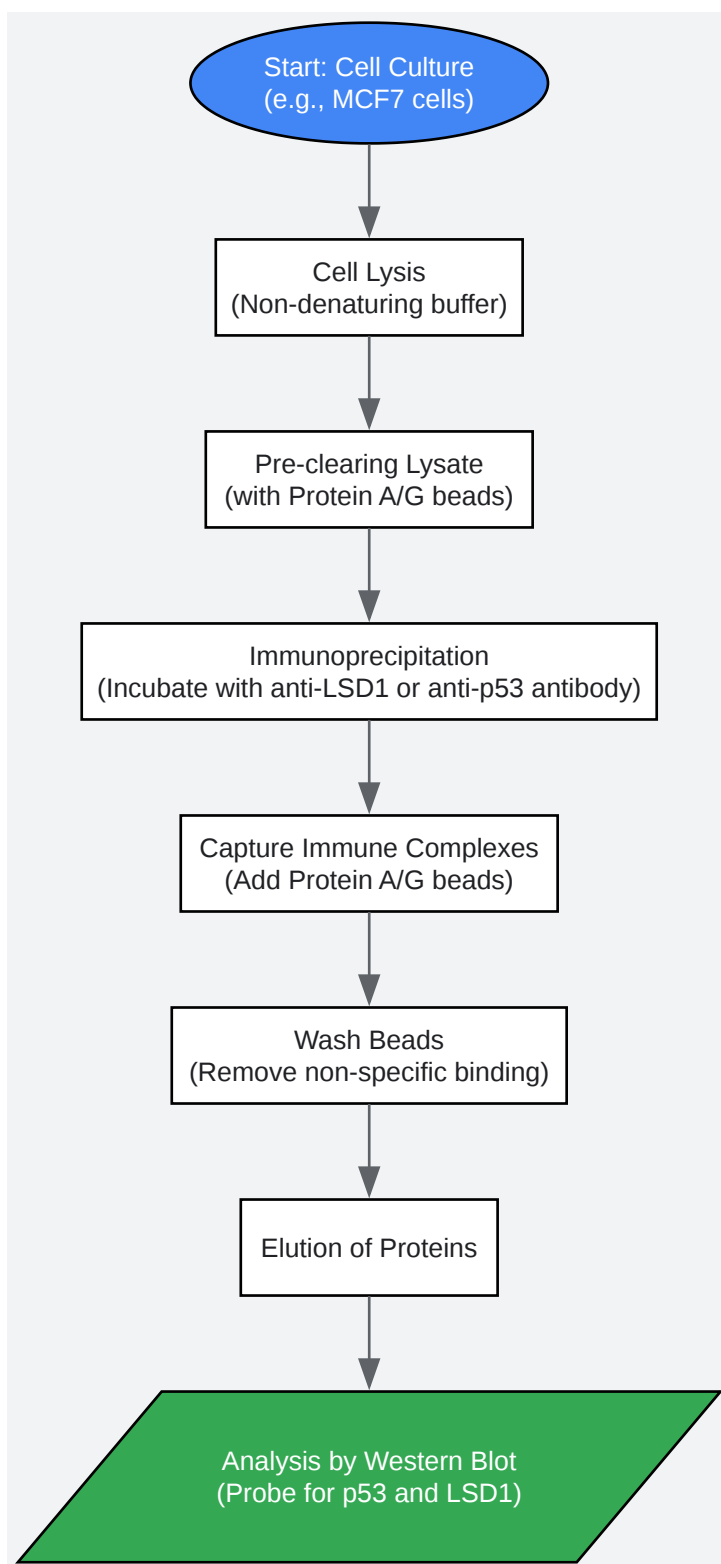 Start: Cell Culture
(e.g., MCF7 cells)
Cell Lysis
(Non-denaturing buffer)
Pre-clearing Lysate
(with Protein A/G beads)
Immunoprecipitation
(Incubate with anti-LSD1 or anti-p53 antibody)
Capture Immune Complexes
(Add Protein A/G beads)
Wash Beads
(Remove non-specific binding)
Elution of Proteins
Analysis by Western Blot
(Probe for p53 and LSD1)